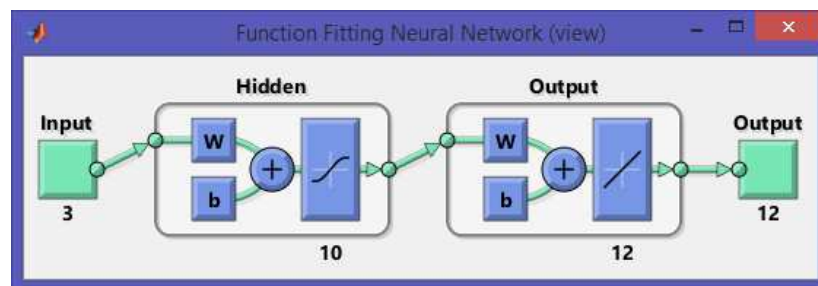 Function Fitting Neural Network (view)
Hidden
Output
Input
Output
W
b
+
W
b
+
3
10
12
12